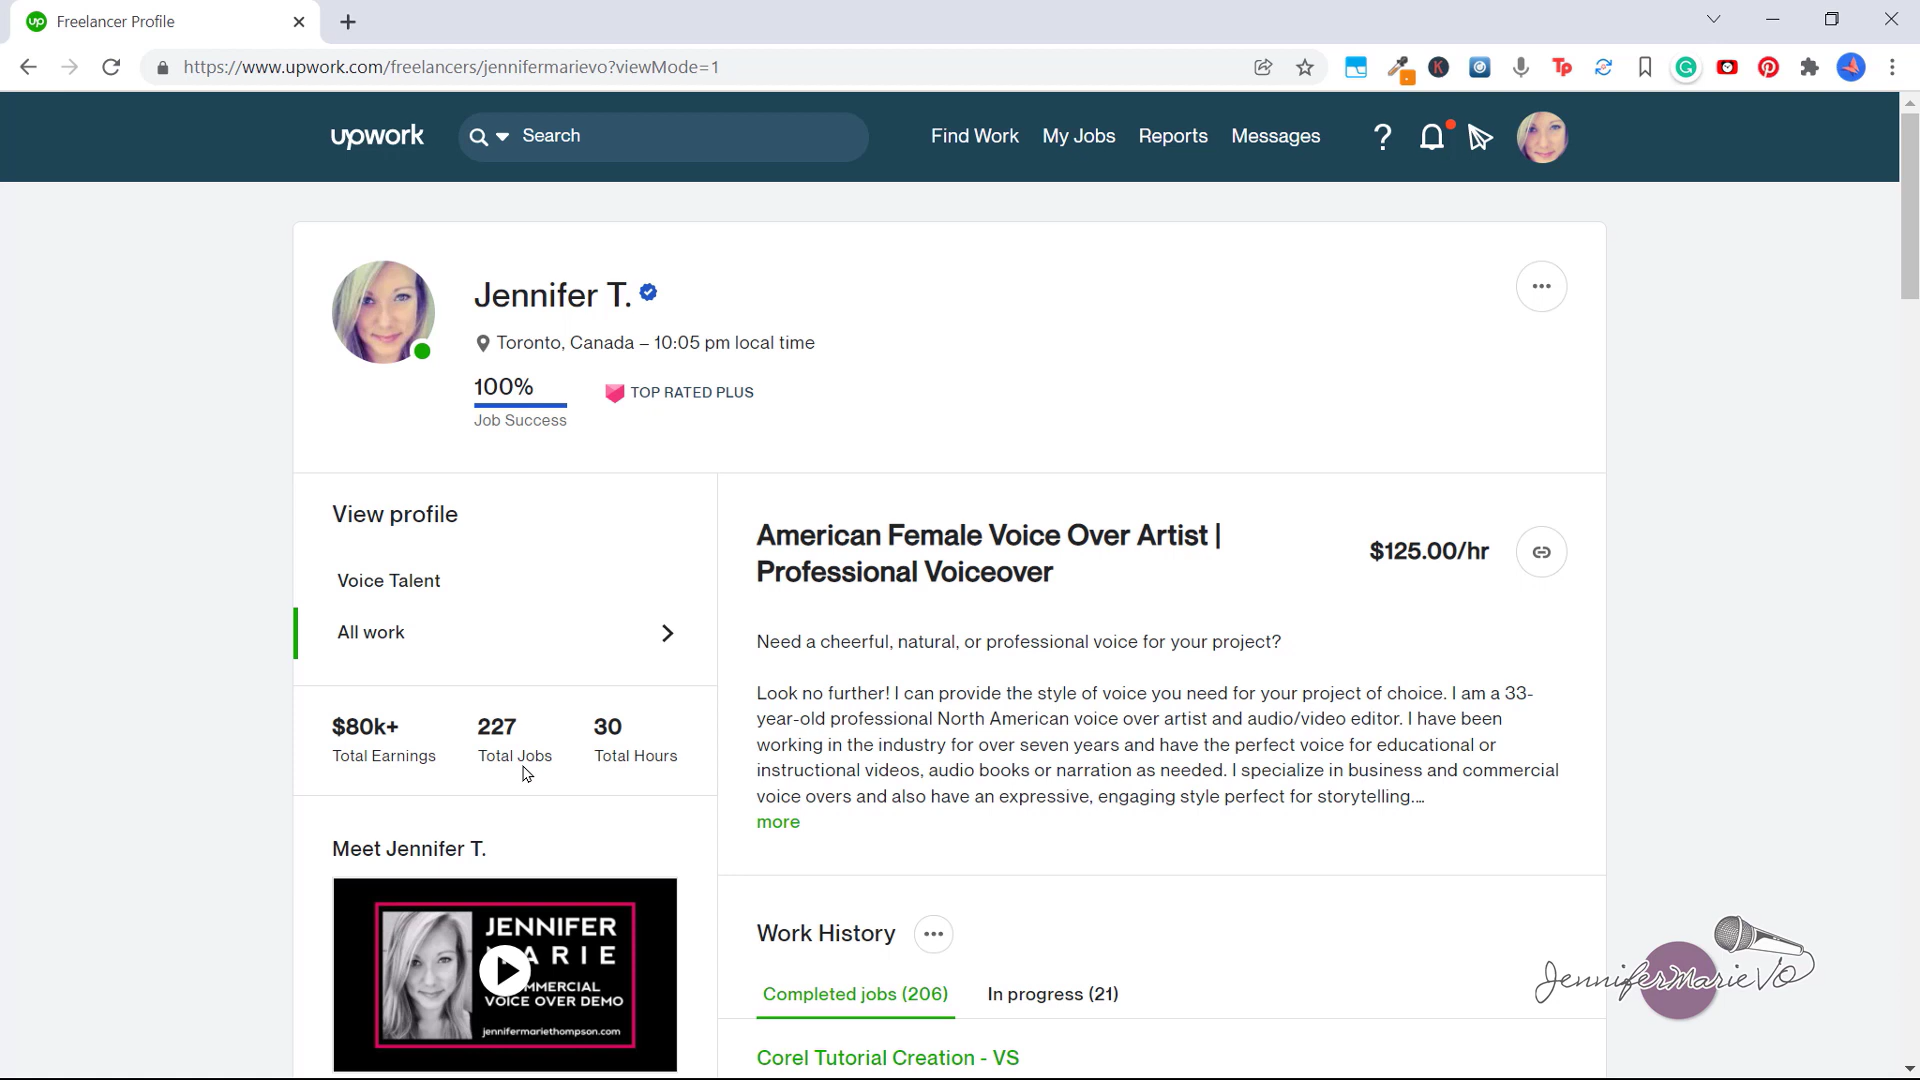 Freelancer Profile
https://www.upwork.com/freelancers/jennifermarievo?viewMode=1
upwork
Search
Find Work
My Jobs
Reports
Messages
Jennifer T.
Toronto, Canada – 10:05 pm local time
100%
Job Success
TOP RATED PLUS
View profile
Voice Talent
All work
$80k+
Total Earnings
227
Total Jobs
30
Total Hours
Meet Jennifer T.
JENNIFER
MARIE
COMMERCIAL
VOICE OVER DEMO
jennifermariethompson.com
American Female Voice Over Artist |
Professional Voiceover
$125.00/hr
Need a cheerful, natural, or professional voice for your project?
Look no further! I can provide the style of voice you need for your project of choice. I am a 33-
year-old professional North American voice over artist and audio/video editor. I have been
working in the industry for over seven years and have the perfect voice for educational or
instructional videos, audio books or narration as needed. I specialize in business and commercial
voice overs and also have an expressive, engaging style perfect for storytelling....
more
Work History
Completed jobs (206)
In progress (21)
Corel Tutorial Creation - VS
JenniferMarieVO